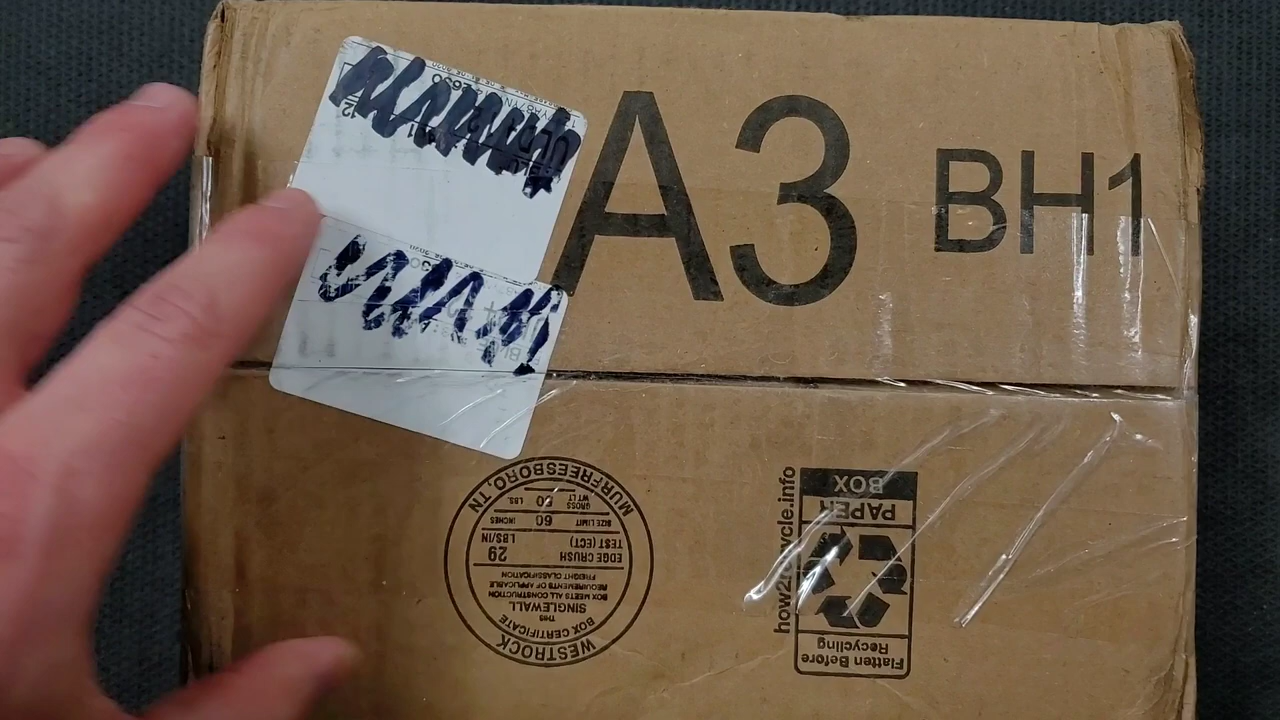 A3
BH1
MURFREESBORO, TN
GROSS WT LT 50 LBS.
SIZE LIMIT 60 INCHES
EDGE CRUSH TEST (ECT) 29 LBS/IN
THIS
SINGLEWALL
BOX MEETS ALL CONSTRUCTION
REQUIREMENTS OF APPLICABLE
FREIGHT CLASSIFICATION
BOX CERTIFICATE
WESTROCK
how2recycle.info
Flatten Before
Recycling
PAPER
BOX